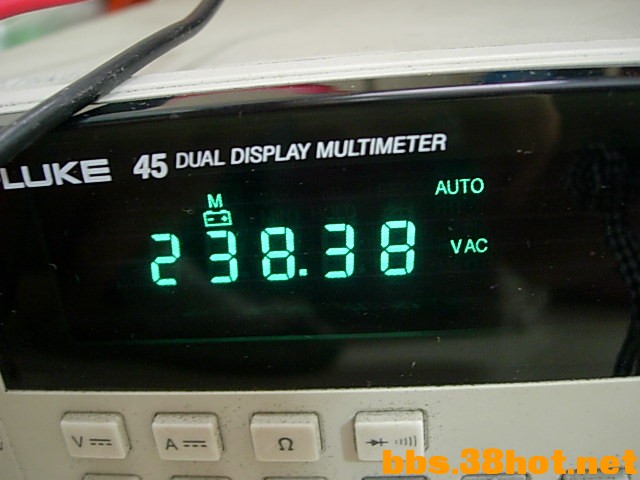 LUKE 45 DUAL DISPLAY MULTIMETER
AUTO
M
238.38 VAC
V A Ω
bbs.38hot.net